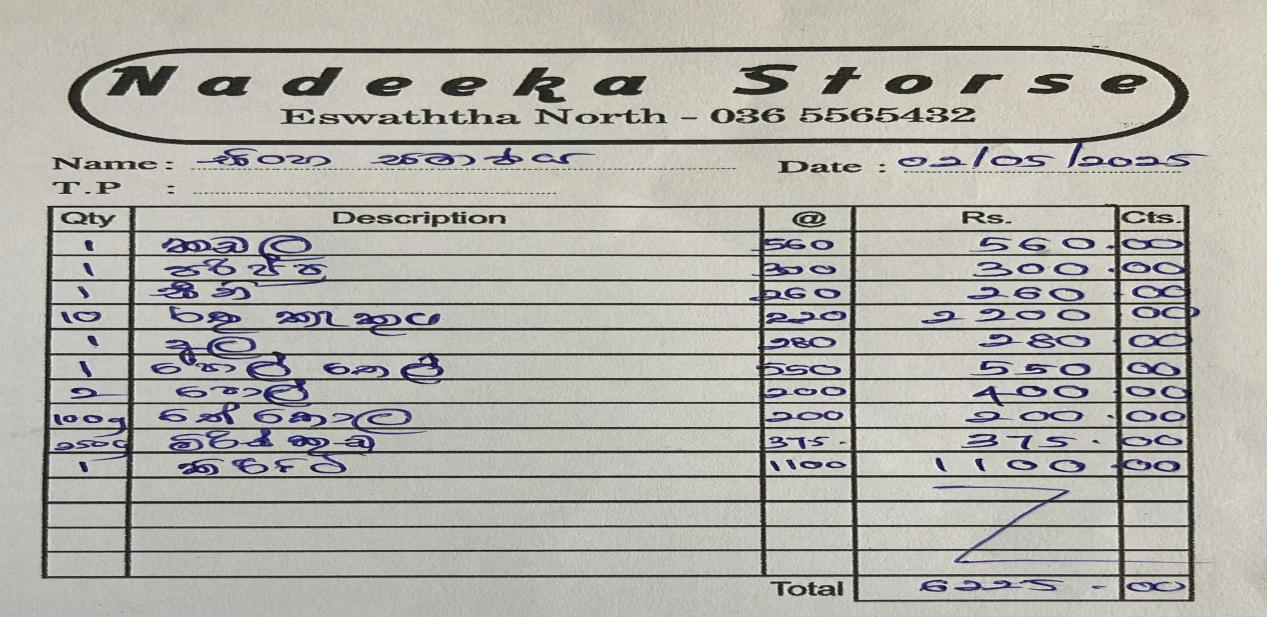 Nadeeka Storse
Eswaththa North - 036 5565432
Name : සිංහ සමාජය Date : 02/05/2025
T.P :
Qty Description @ Rs. Cts.
1 කඩල 560 560.00
1 පරිප්පු 300 300.00
1 සීනි 260 260.00
10 රතු කැකුළු 220 2200 00
1 අල 280 280 00
1 පොල් තෙල් 550 550 00
2 පොල් 200 400.00
100g තේ කොල 200 200.00
250g මිරිස් කුඩු 375. 375.00
1 කරවල 1100 1100.00
Total 6225.00